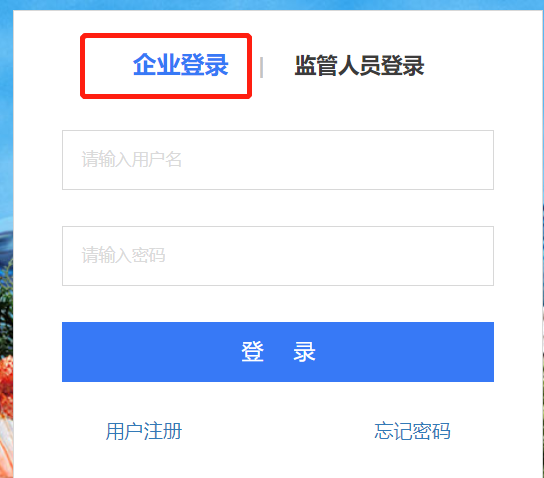 企业登录 | 监管人员登录
请输入用户名
请输入密码
登 录
用户注册 忘记密码